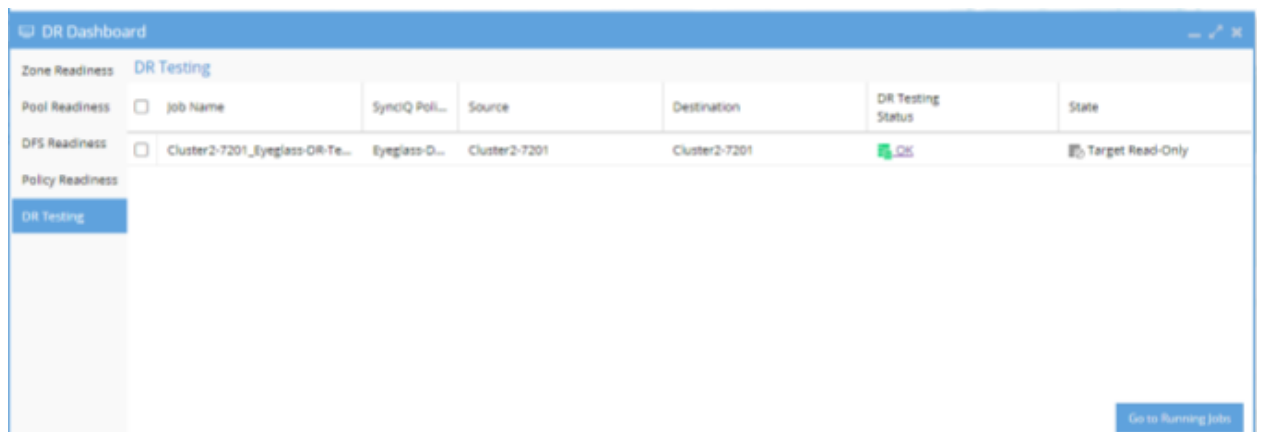 DR Dashboard
Zone Readiness
Pool Readiness
DFS Readiness
Policy Readiness
DR Testing
DR Testing
Job Name SyncIQ Poli... Source Destination DR Testing Status State
Cluster2-7201_Eyeglass-DR-Te... Eyeglass-D... Cluster2-7201 Cluster2-7201 OK Target Read-Only
Go to Running Jobs